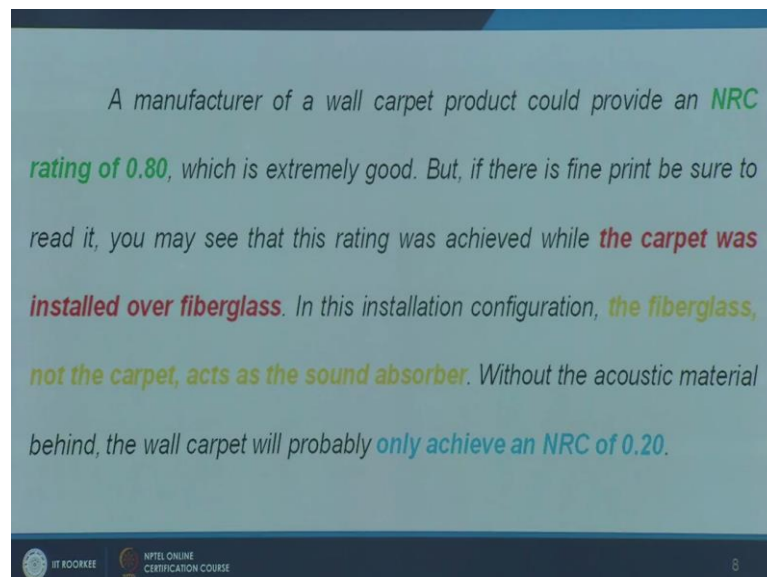 A manufacturer of a wall carpet product could provide an NRC
rating of 0.80, which is extremely good. But, if there is fine print be sure to
read it, you may see that this rating was achieved while the carpet was
installed over fiberglass. In this installation configuration, the fiberglass,
not the carpet, acts as the sound absorber. Without the acoustic material
behind, the wall carpet will probably only achieve an NRC of 0.20.
IIT ROORKEE
NPTEL ONLINE
CERTIFICATION COURSE
8